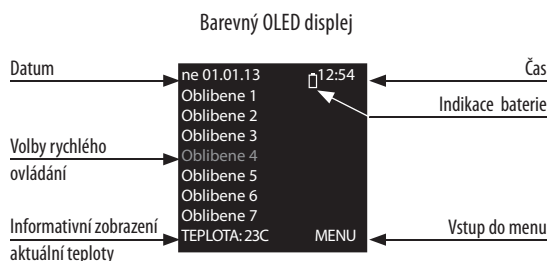 Barevný OLED displej
Datum
Čas
ne 01.01.13 12:54
Indikace baterie
Oblibene 1
Oblibene 2
Oblibene 3
Volby rychlého
ovládání
Oblibene 4
Oblibene 5
Oblibene 6
Oblibene 7
Informativní zobrazení
aktuální teploty
TEPLOTA: 23C MENU
Vstup do menu